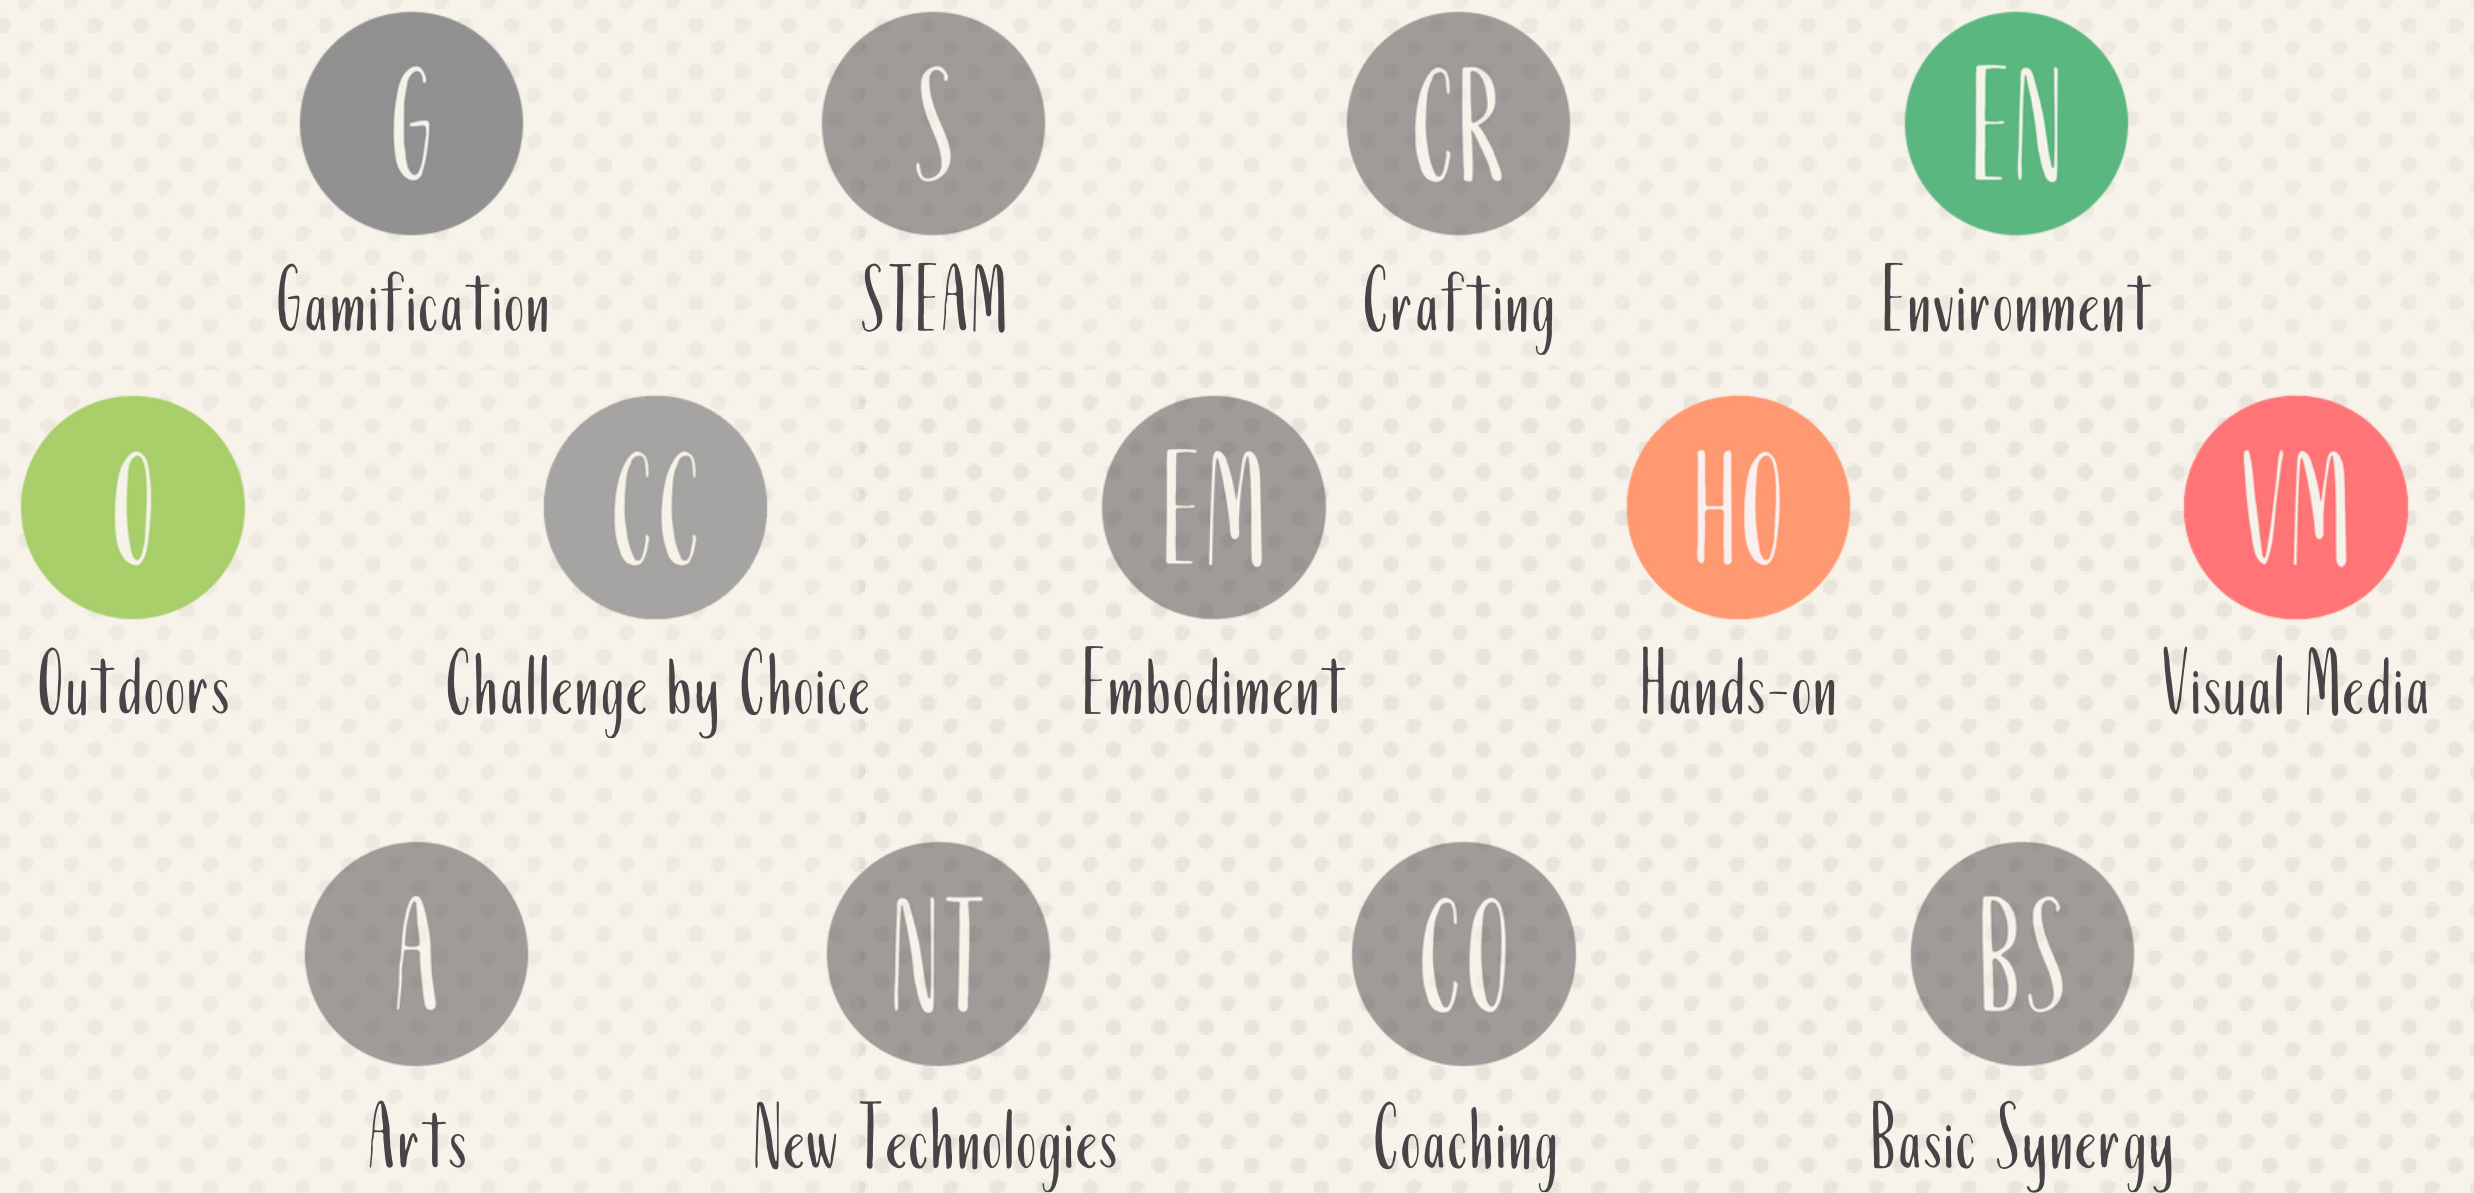 G S CR EN
Gamification STEAM Crafting Environment
O CC EM HO VM
Outdoors Challenge by Choice Embodiment Hands-on Visual Media
A NT CO BS
Arts New Technologies Coaching Basic Synergy